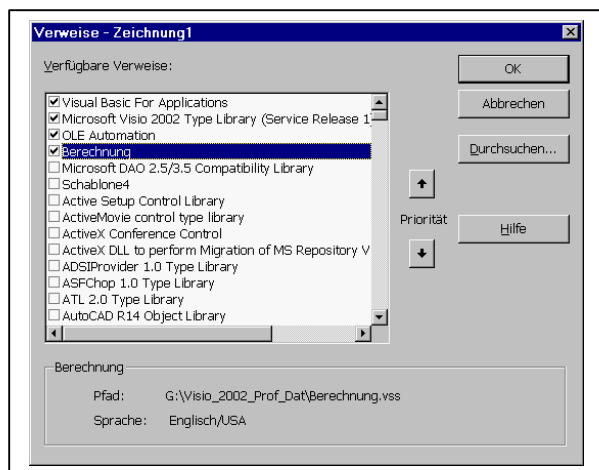 Verweise - Zeichnung1
Verfügbare Verweise:
Visual Basic For Applications
Microsoft Visio 2002 Type Library (Service Release 1
OLE Automation
Berechnung
Microsoft DAO 2.5/3.5 Compatibility Library
Schablone4
Active Setup Control Library
ActiveMovie control type library
ActiveX Conference Control
ActiveX DLL to perform Migration of MS Repository V
ADSIProvider 1.0 Type Library
ASFChop 1.0 Type Library
ATL 2.0 Type Library
AutoCAD R14 Object Library
Priorität
OK
Abbrechen
Durchsuchen...
Hilfe
Berechnung
Pfad: G:\Visio_2002_Prof_Dat\Berechnung.vss
Sprache: Englisch/USA